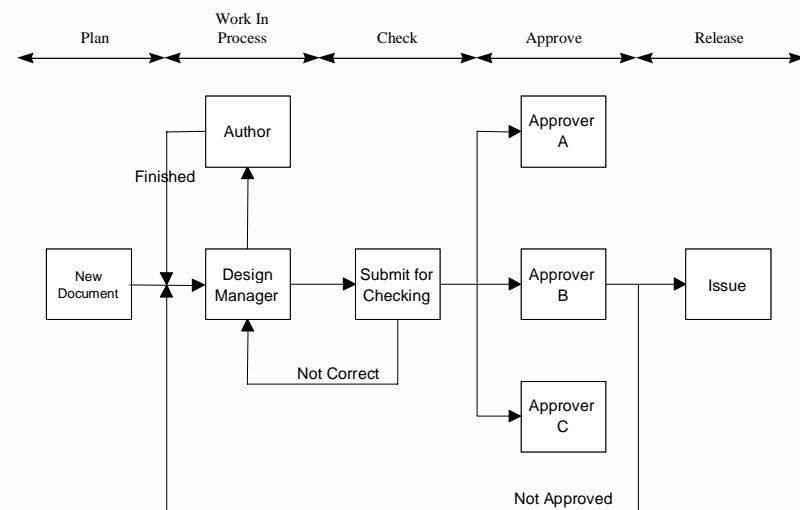 Plan
Work In
Process
Check
Approve
Release
Author
Approver
A
Finished
New
Document
Design
Manager
Submit for
Checking
Approver
B
Issue
Not Correct
Approver
C
Not Approved